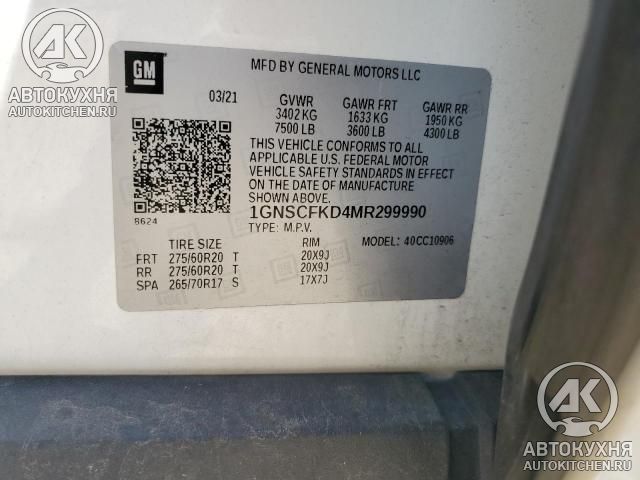 АВТОКУХНЯ
AUTOKITCHEN.RU
GM
MFD BY GENERAL MOTORS LLC
03/21 GVWR GAWR FRT GAWR RR
3402 KG 1633 KG 1950 KG
7500 LB 3600 LB 4300 LB
THIS VEHICLE CONFORMS TO ALL
APPLICABLE U.S. FEDERAL MOTOR
VEHICLE SAFETY STANDARDS IN EFFECT
ON THE DATE OF MANUFACTURE
SHOWN ABOVE.
8624 1GNSCFKD4MR299990
TYPE: M.P.V.
TIRE SIZE RIM MODEL: 40CC10906
FRT 275/60R20 T 20X9J
RR 275/60R20 T 20X9J
SPA 265/70R17 S 17X7J
АВТОКУХНЯ
AUTOKITCHEN.RU
АВТОКУХНЯ
AUTOKITCHEN.RU